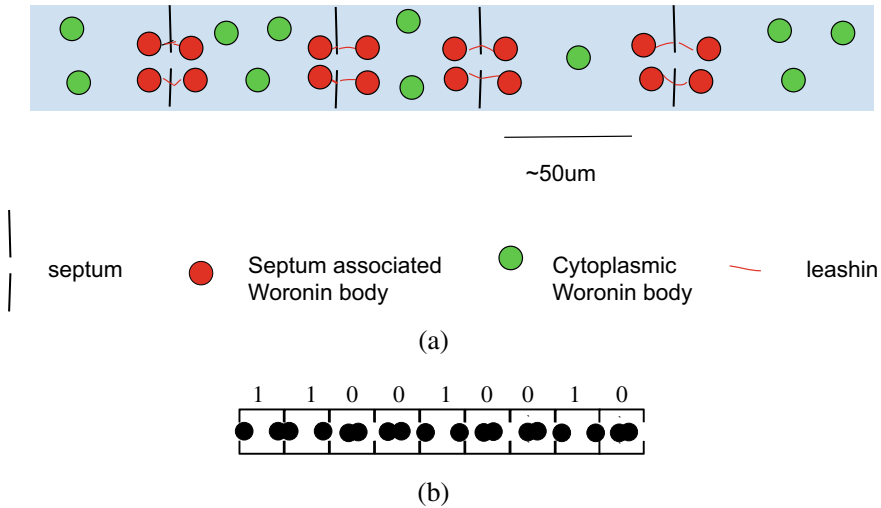 ~50um
septum
Septum associated
Woronin body
Cytoplasmic
Woronin body
leashin
(a)
1 1 0 0 1 0 0 1 0
(b)